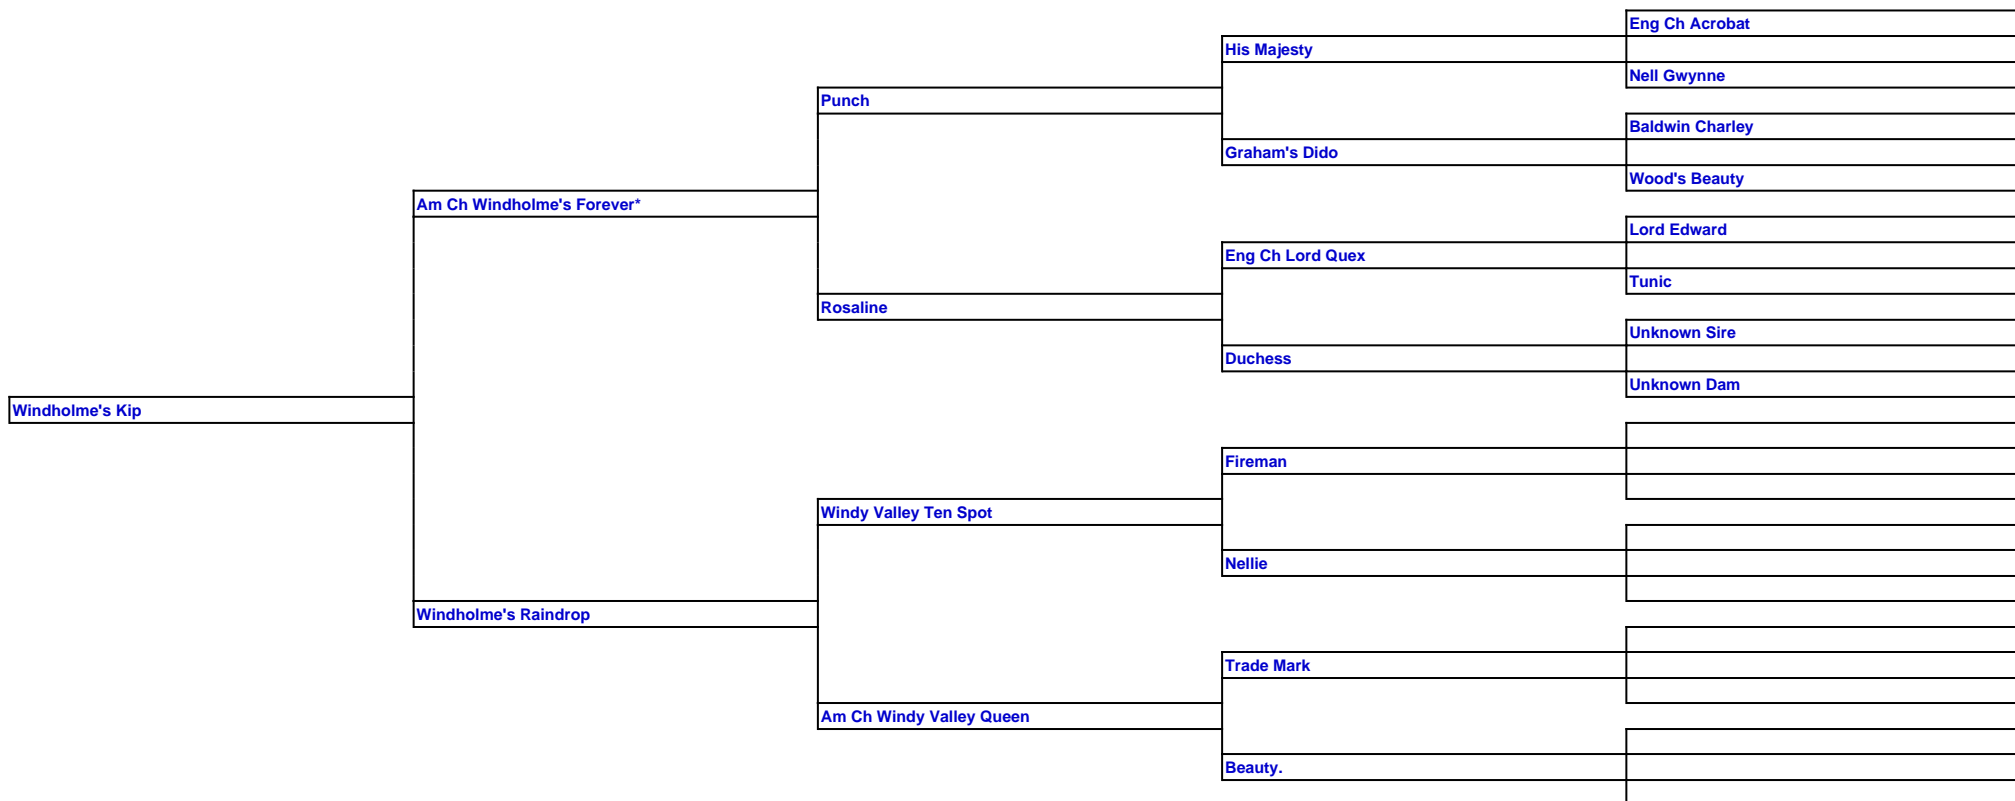 Eng Ch Acrobat
His Majesty
Nell Gwynne
Punch
Baldwin Charley
Graham's Dido
Wood's Beauty
Am Ch Windholme's Forever*
Lord Edward
Eng Ch Lord Quex
Tunic
Rosaline
Unknown Sire
Duchess
Unknown Dam
Windholme's Kip
Fireman
Windy Valley Ten Spot
Nellie
Windholme's Raindrop
Trade Mark
Am Ch Windy Valley Queen
Beauty.